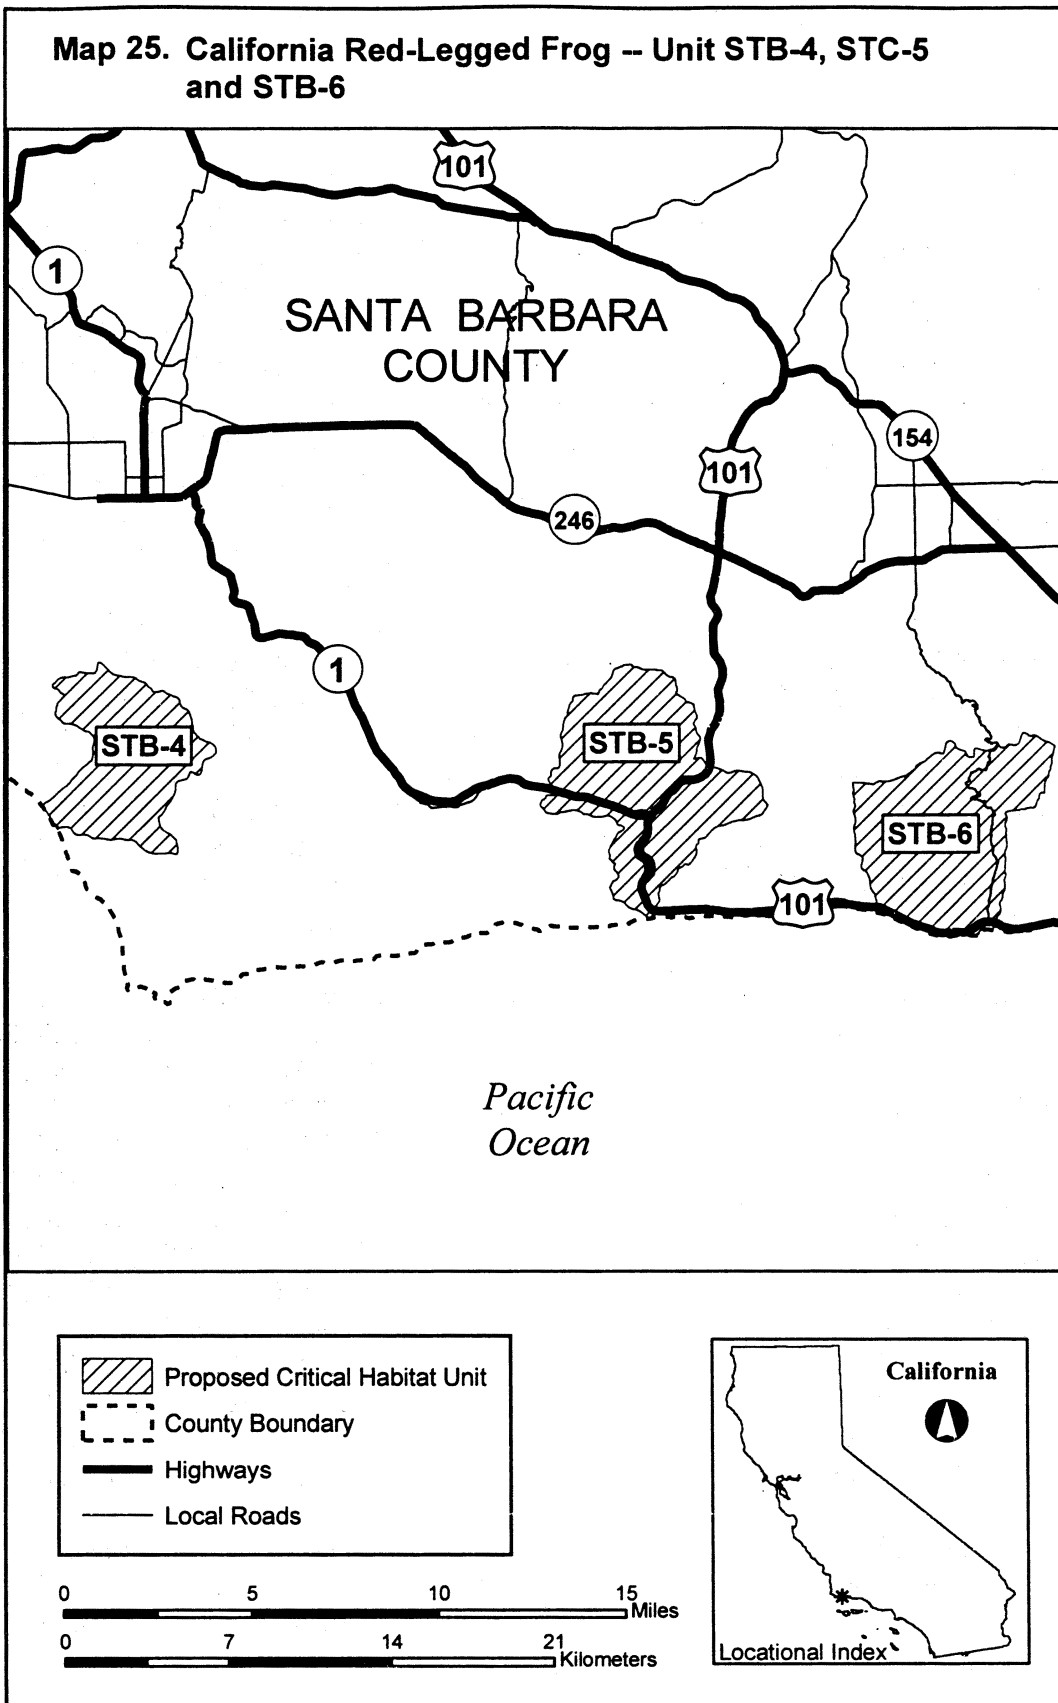 Map 25. California Red-Legged Frog -- Unit STB-4, STC-5
and STB-6
101
1
SANTA BARBARA
COUNTY
154
101
246
1
STB-4
STB-5
STB-6
101
Pacific
Ocean
Proposed Critical Habitat Unit
County Boundary
Highways
Local Roads
California
0 5 10 15
Miles
0 7 14 21
Kilometers
Locational Index